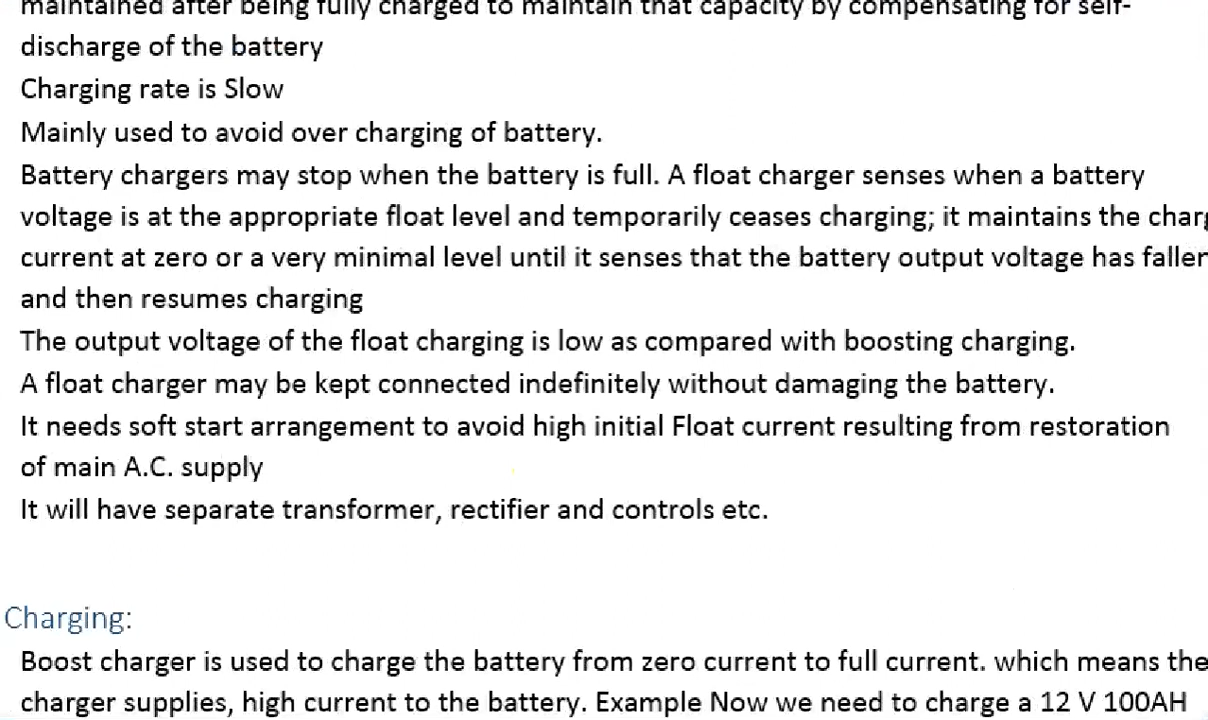 maintained after being fully charged to maintain that capacity by compensating for self-
discharge of the battery
Charging rate is Slow
Mainly used to avoid over charging of battery.
Battery chargers may stop when the battery is full. A float charger senses when a battery
voltage is at the appropriate float level and temporarily ceases charging; it maintains the
current at zero or a very minimal level until it senses that the battery output voltage has
and then resumes charging
The output voltage of the float charging is low as compared with boosting charging.
A float charger may be kept connected indefinitely without damaging the battery.
It needs soft start arrangement to avoid high initial Float current resulting from restoration
of main A.C. supply
It will have separate transformer, rectifier and controls etc.
Charging:
Boost charger is used to charge the battery from zero current to full current. which means the
charger supplies, high current to the battery. Example Now we need to charge a 12 V 100AH